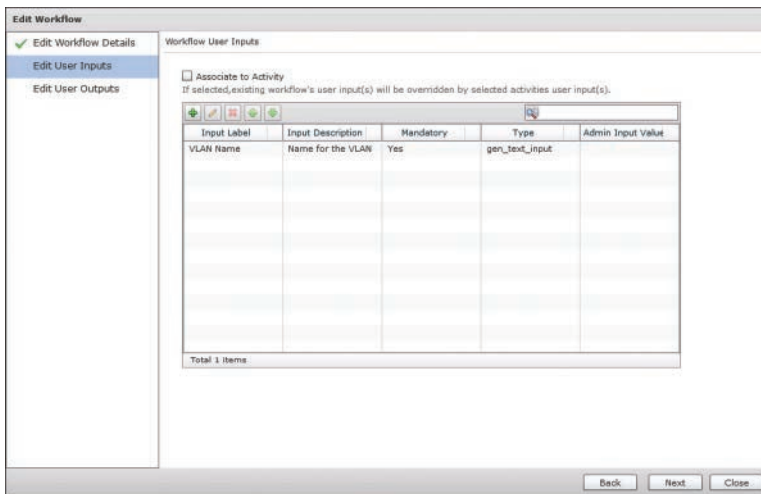 Edit Workflow
Edit Workflow Details
Edit User Inputs
Edit User Outputs
Workflow User Inputs
Associate to Activity
If selected,existing workflow's user input(s) will be overridden by selected activities user input(s).
Input Label Input Description Mandatory Type Admin Input Value
VLAN Name Name for the VLAN Yes gen_text_input
Total 1 items
Back Next Close